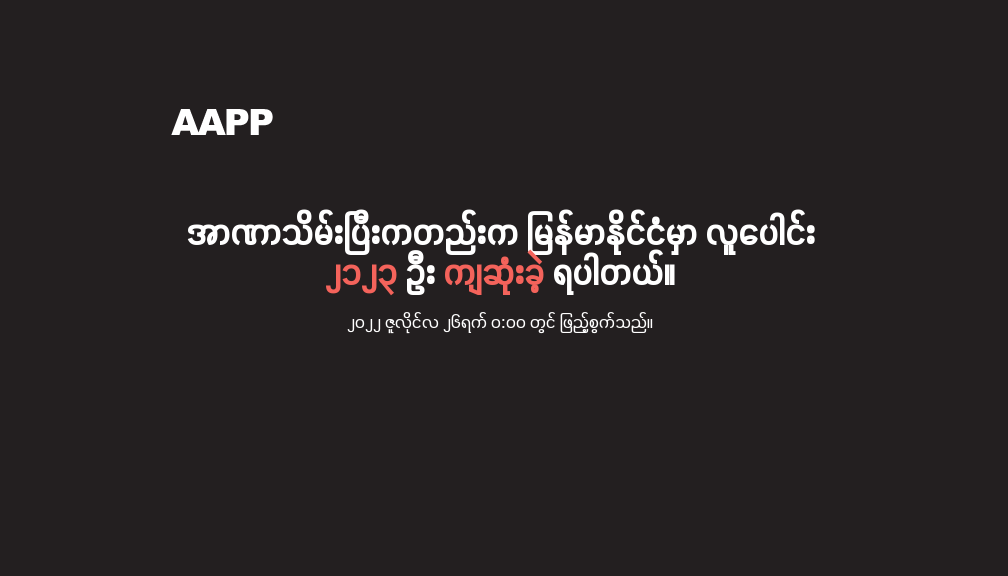 AAPP
အာဏာသိမ်းပြီးကတည်းက မြန်မာနိုင်ငံမှာ လူပေါင်း
၂၁၂၃ ဦး ကျဆုံးခဲ့ ရပါတယ်။
၂၀၂၂ ဇူလိုင်လ ၂၆ရက် ၀:၀၀ တွင် ဖြည့်စွက်သည်။